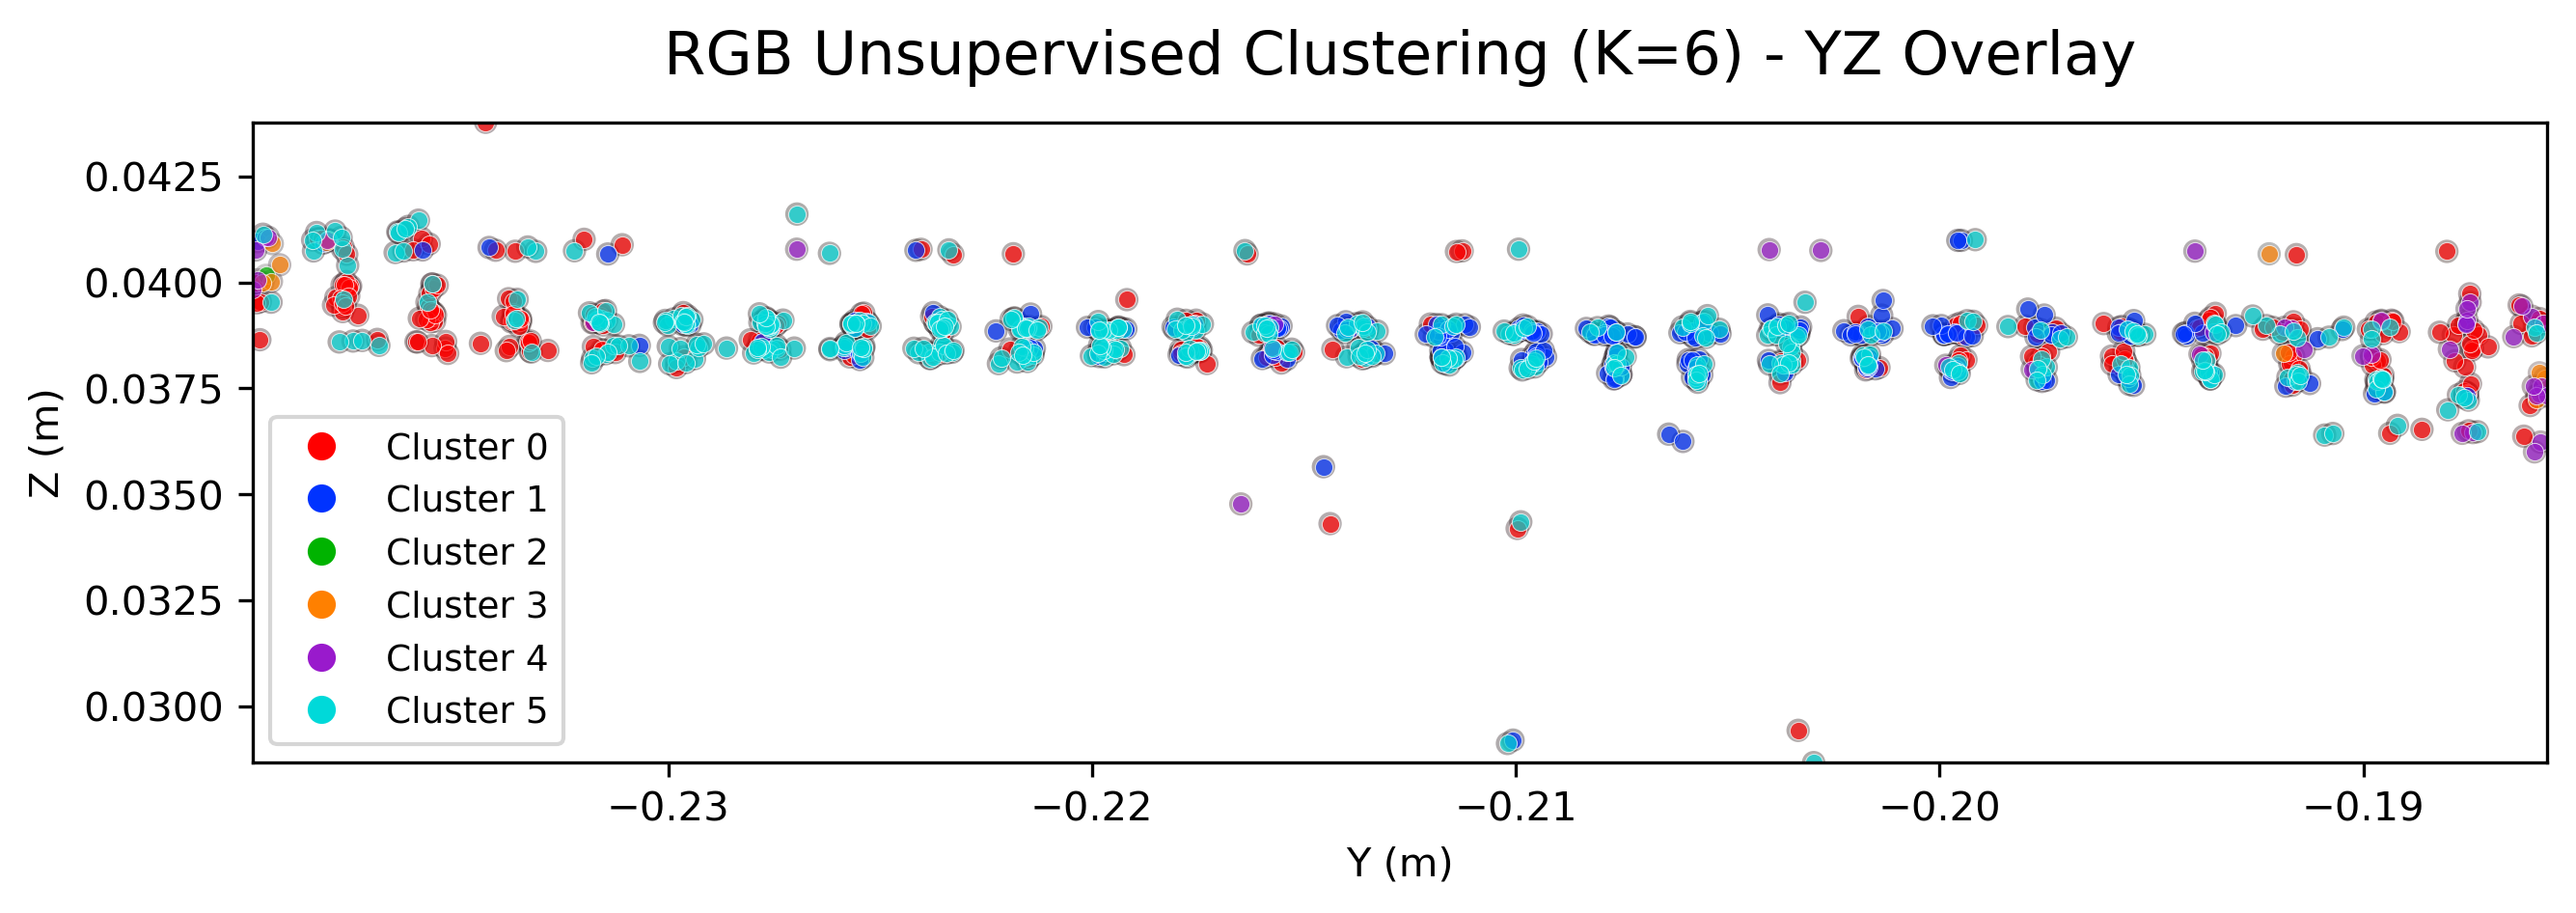 RGB Unsupervised Clustering (K=6) - YZ Overlay
0.0425
0.0400
0.0375
0.0350
0.0325
0.0300
Z (m)
Cluster 0
Cluster 1
Cluster 2
Cluster 3
Cluster 4
Cluster 5
−0.23
−0.22
−0.21
−0.20
−0.19
Y (m)